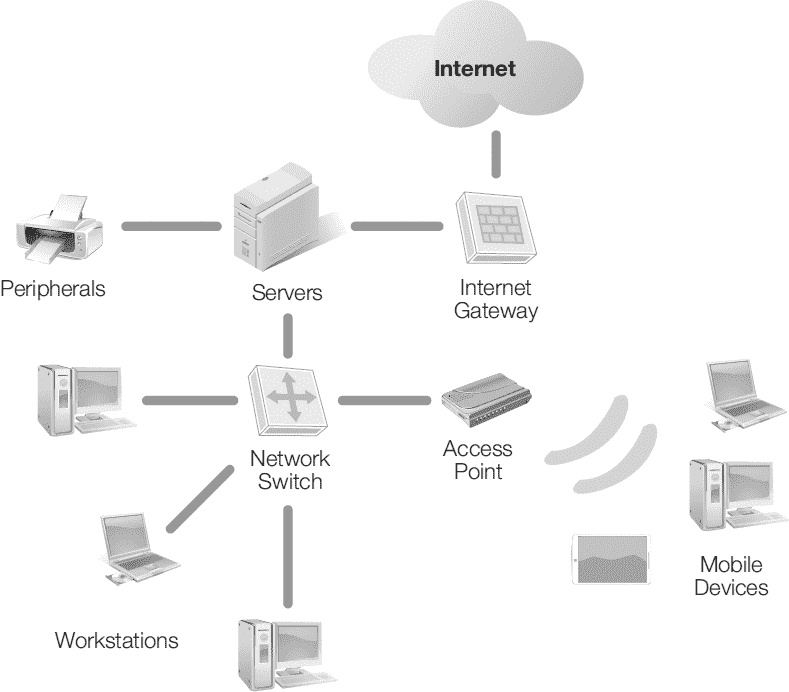 Internet
Peripherals
Servers
Internet
Gateway
Network
Switch
Access
Point
Mobile
Devices
Workstations